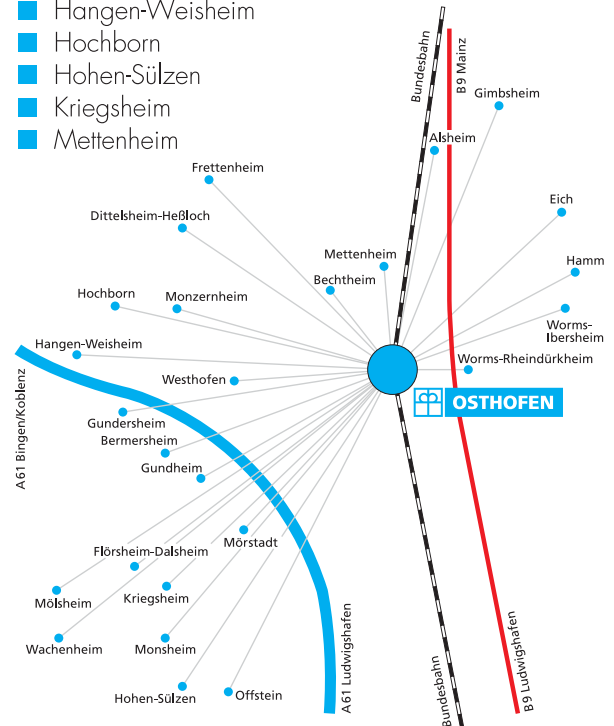 Hangen-Weisheim
Hochborn
Hohen-Sülzen
Kriegsheim
Mettenheim
Bundesbahn
B9 Mainz
Gimbsheim
Alsheim
Frettenheim
Eich
Dittelsheim-Heßloch
Mettenheim
Hamm
Bechtheim
Hochborn
Monzernheim
Worms-
Ibersheim
Hangen-Weisheim
Worms-Rheindürkheim
Westhofen
A61 Bingen/Koblenz
OSTHOFEN
Gundersheim
Bermersheim
Gundheim
Mörstadt
Flörsheim-Dalsheim
Kriegsheim
Mölsheim
Wachenheim
Monsheim
A61 Ludwigshafen
Bundesbahn
B9 Ludwigshafen
Hohen-Sülzen
Offstein